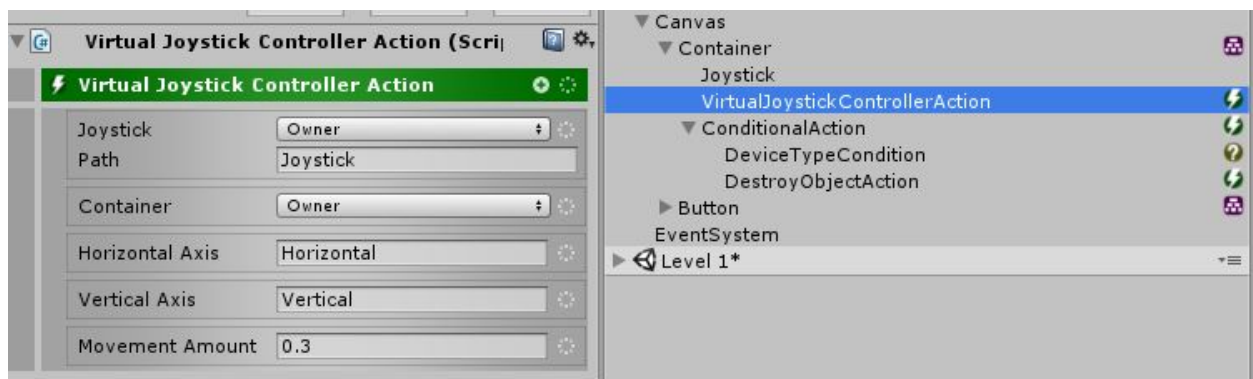 Virtual Joystick Controller Action (Scri
Virtual Joystick Controller Action
Joystick
Owner
Path
Joystick
Container
Owner
Horizontal Axis
Horizontal
Vertical Axis
Vertical
Movement Amount
0.3
Canvas
Container
Joystick
VirtualJoystickControllerAction
ConditionalAction
DeviceTypeCondition
DestroyObjectAction
Button
EventSystem
Level 1*